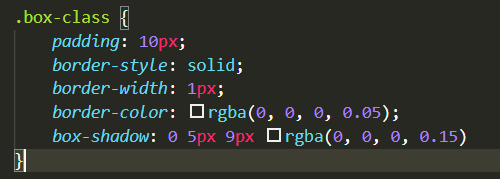 .box-class {
padding: 10px;
border-style: solid;
border-width: 1px;
border-color: rgba(0, 0, 0, 0.05);
box-shadow: 0 5px 9px rgba(0, 0, 0, 0.15)
}